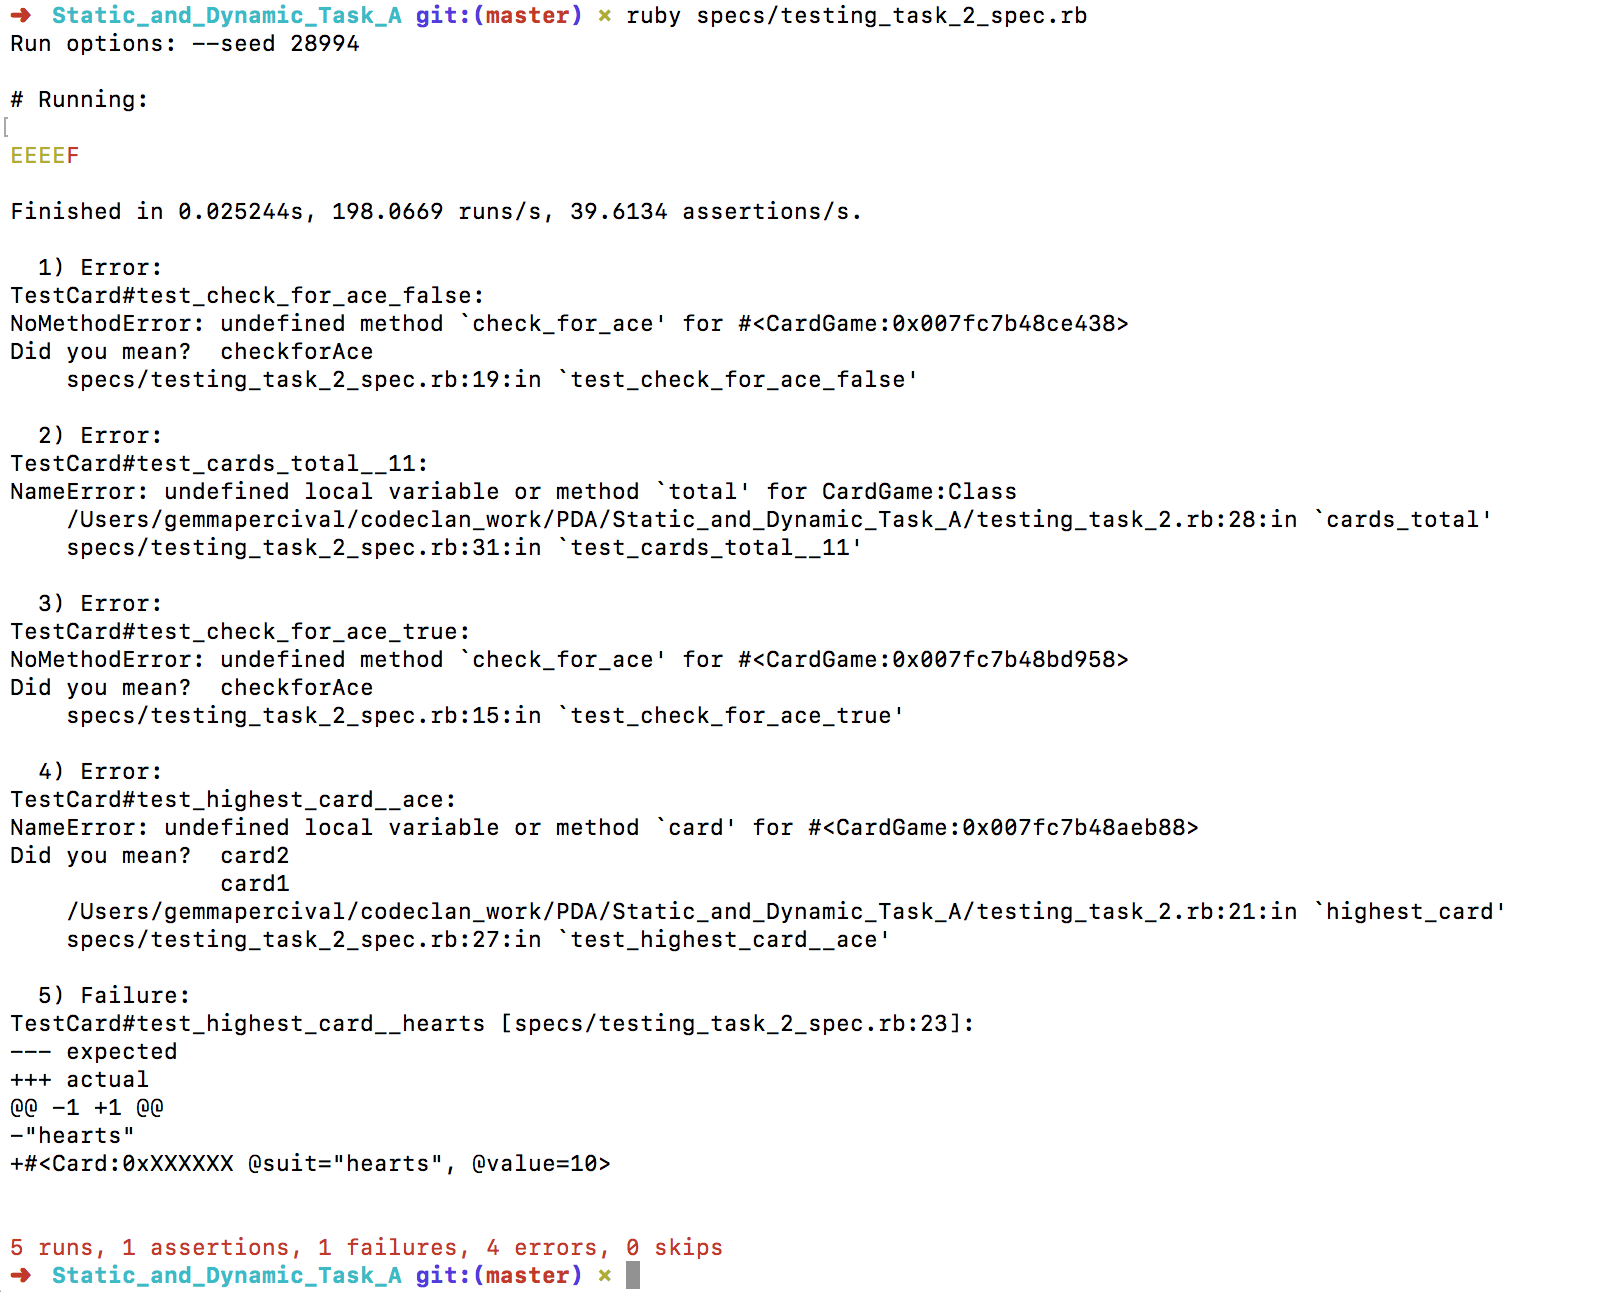 ➜  Static_and_Dynamic_Task_A git:(master) ✗ ruby specs/testing_task_2_spec.rb
Run options: --seed 28994

# Running:
[
EEEEF

Finished in 0.025244s, 198.0669 runs/s, 39.6134 assertions/s.

  1) Error:
TestCard#test_check_for_ace_false:
NoMethodError: undefined method `check_for_ace' for #<CardGame:0x007fc7b48ce438>
Did you mean?  checkforAce
    specs/testing_task_2_spec.rb:19:in `test_check_for_ace_false'

  2) Error:
TestCard#test_cards_total__11:
NameError: undefined local variable or method `total' for CardGame:Class
    /Users/gemmapercival/codeclan_work/PDA/Static_and_Dynamic_Task_A/testing_task_2.rb:28:in `cards_total'
    specs/testing_task_2_spec.rb:31:in `test_cards_total__11'

  3) Error:
TestCard#test_check_for_ace_true:
NoMethodError: undefined method `check_for_ace' for #<CardGame:0x007fc7b48bd958>
Did you mean?  checkforAce
    specs/testing_task_2_spec.rb:15:in `test_check_for_ace_true'

  4) Error:
TestCard#test_highest_card__ace:
NameError: undefined local variable or method `card' for #<CardGame:0x007fc7b48aeb88>
Did you mean?  card2
               card1
    /Users/gemmapercival/codeclan_work/PDA/Static_and_Dynamic_Task_A/testing_task_2.rb:21:in `highest_card'
    specs/testing_task_2_spec.rb:27:in `test_highest_card__ace'

  5) Failure:
TestCard#test_highest_card__hearts [specs/testing_task_2_spec.rb:23]:
--- expected
+++ actual
@@ -1 +1 @@
-"hearts"
+#<Card:0xXXXXXX @suit="hearts", @value=10>


5 runs, 1 assertions, 1 failures, 4 errors, 0 skips
➜  Static_and_Dynamic_Task_A git:(master) ✗